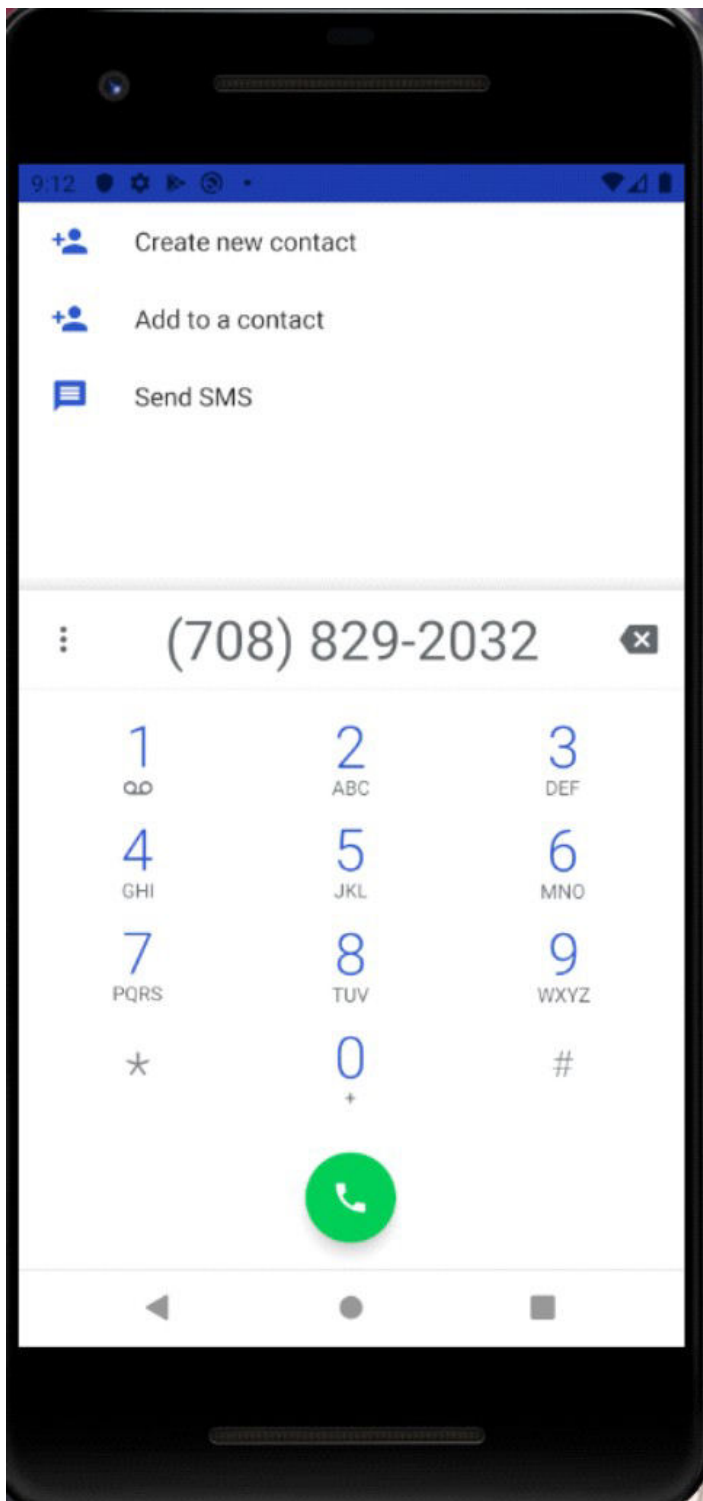 9:12
Create new contact
Add to a contact
Send SMS
(708) 829-2032
1 2 3
ABC DEF
4 5 6
GHI JKL MNO
7 8 9
PQRS TUV WXYZ
* 0 #
+